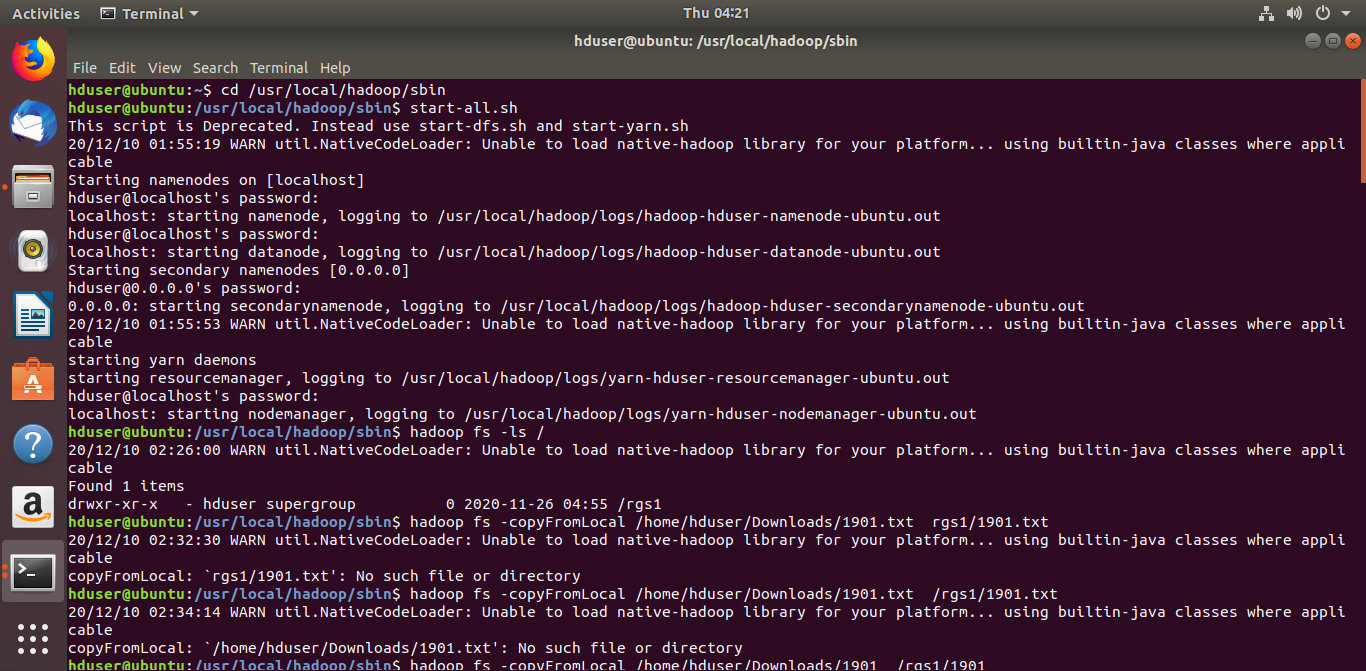 Activities Terminal Thu 04:21
hduser@ubuntu: /usr/local/hadoop/sbin
File Edit View Search Terminal Help
hduser@ubuntu:~$ cd /usr/local/hadoop/sbin
hduser@ubuntu:/usr/local/hadoop/sbin$ start-all.sh
This script is Deprecated. Instead use start-dfs.sh and start-yarn.sh
20/12/10 01:55:19 WARN util.NativeCodeLoader: Unable to load native-hadoop library for your platform... using builtin-java classes where appli
cable
Starting namenodes on [localhost]
hduser@localhost's password:
localhost: starting namenode, logging to /usr/local/hadoop/logs/hadoop-hduser-namenode-ubuntu.out
hduser@localhost's password:
localhost: starting datanode, logging to /usr/local/hadoop/logs/hadoop-hduser-datanode-ubuntu.out
Starting secondary namenodes [0.0.0.0]
hduser@0.0.0.0's password:
0.0.0.0: starting secondarynamenode, logging to /usr/local/hadoop/logs/hadoop-hduser-secondarynamenode-ubuntu.out
20/12/10 01:55:53 WARN util.NativeCodeLoader: Unable to load native-hadoop library for your platform... using builtin-java classes where appli
cable
starting yarn daemons
starting resourcemanager, logging to /usr/local/hadoop/logs/yarn-hduser-resourcemanager-ubuntu.out
hduser@localhost's password:
localhost: starting nodemanager, logging to /usr/local/hadoop/logs/yarn-hduser-nodemanager-ubuntu.out
hduser@ubuntu:/usr/local/hadoop/sbin$ hadoop fs -ls /
20/12/10 02:26:00 WARN util.NativeCodeLoader: Unable to load native-hadoop library for your platform... using builtin-java classes where appli
cable
Found 1 items
drwxr-xr-x   - hduser supergroup          0 2020-11-26 04:55 /rgs1
hduser@ubuntu:/usr/local/hadoop/sbin$ hadoop fs -copyFromLocal /home/hduser/Downloads/1901.txt  rgs1/1901.txt
20/12/10 02:32:30 WARN util.NativeCodeLoader: Unable to load native-hadoop library for your platform... using builtin-java classes where appli
cable
copyFromLocal: `rgs1/1901.txt': No such file or directory
hduser@ubuntu:/usr/local/hadoop/sbin$ hadoop fs -copyFromLocal /home/hduser/Downloads/1901.txt  /rgs1/1901.txt
20/12/10 02:34:14 WARN util.NativeCodeLoader: Unable to load native-hadoop library for your platform... using builtin-java classes where appli
cable
copyFromLocal: `/home/hduser/Downloads/1901.txt': No such file or directory
hduser@ubuntu:/usr/local/hadoop/sbin$ hadoop fs -copyFromLocal /home/hduser/Downloads/1901  /rgs1/1901